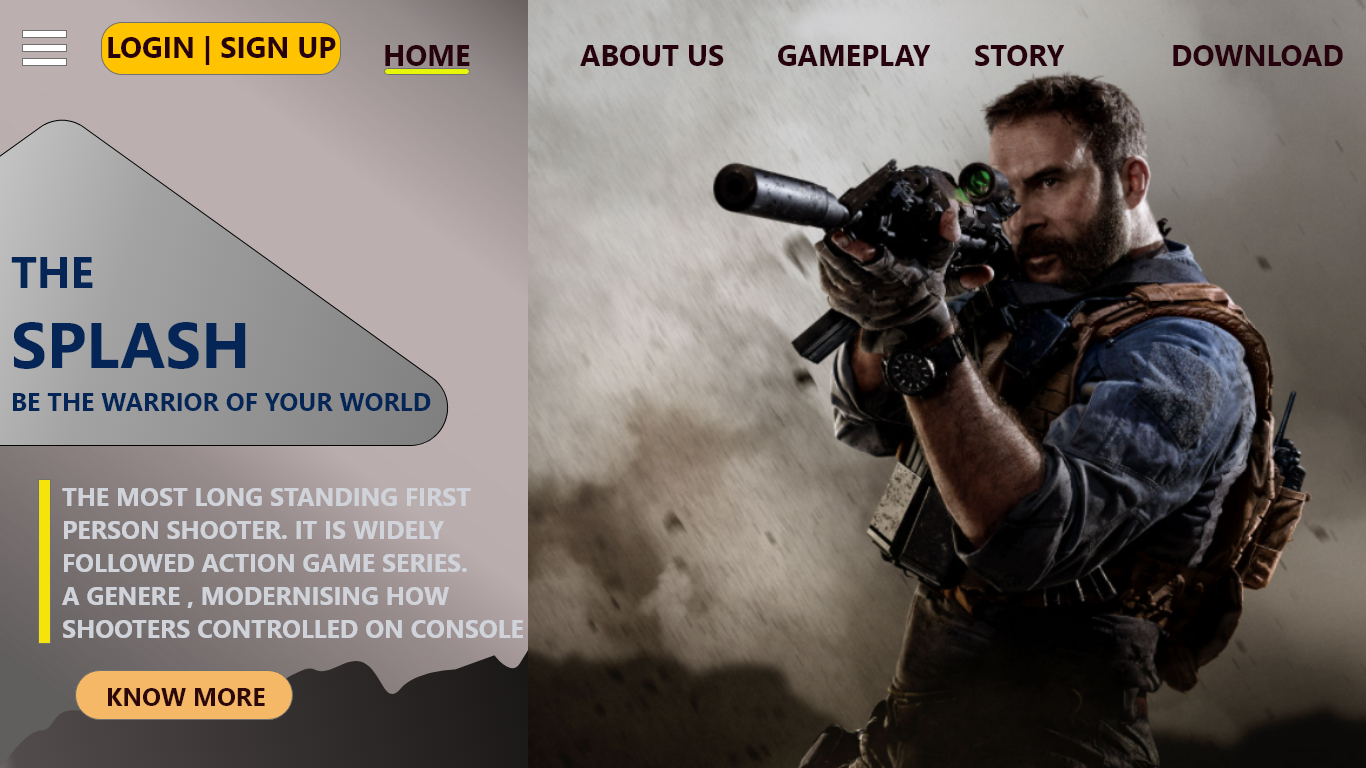 LOGIN | SIGN UP
HOME
ABOUT US
GAMEPLAY
STORY
DOWNLOAD
THE
SPLASH
BE THE WARRIOR OF YOUR WORLD
THE MOST LONG STANDING FIRST
PERSON SHOOTER. IT IS WIDELY
FOLLOWED ACTION GAME SERIES.
A GENERE , MODERNISING HOW
SHOOTERS CONTROLLED ON CONSOLE
KNOW MORE